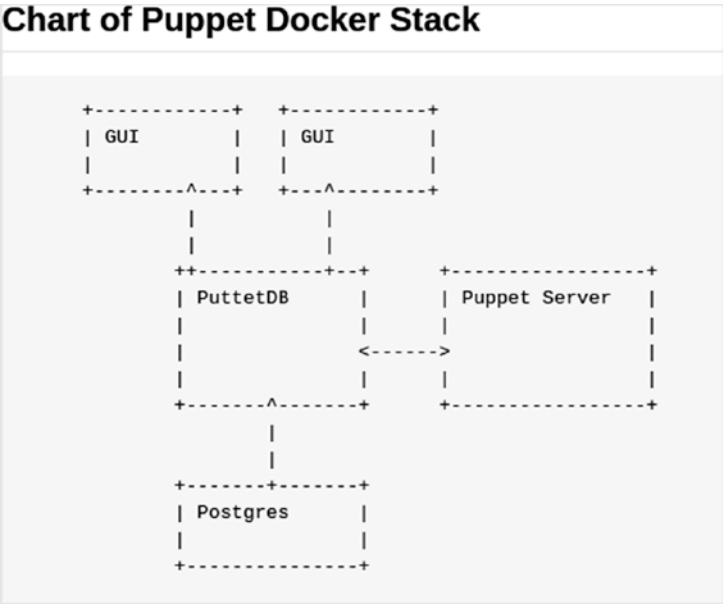 Chart of Puppet Docker Stack
GUI GUI
PuttetDB Puppet Server
Postgres